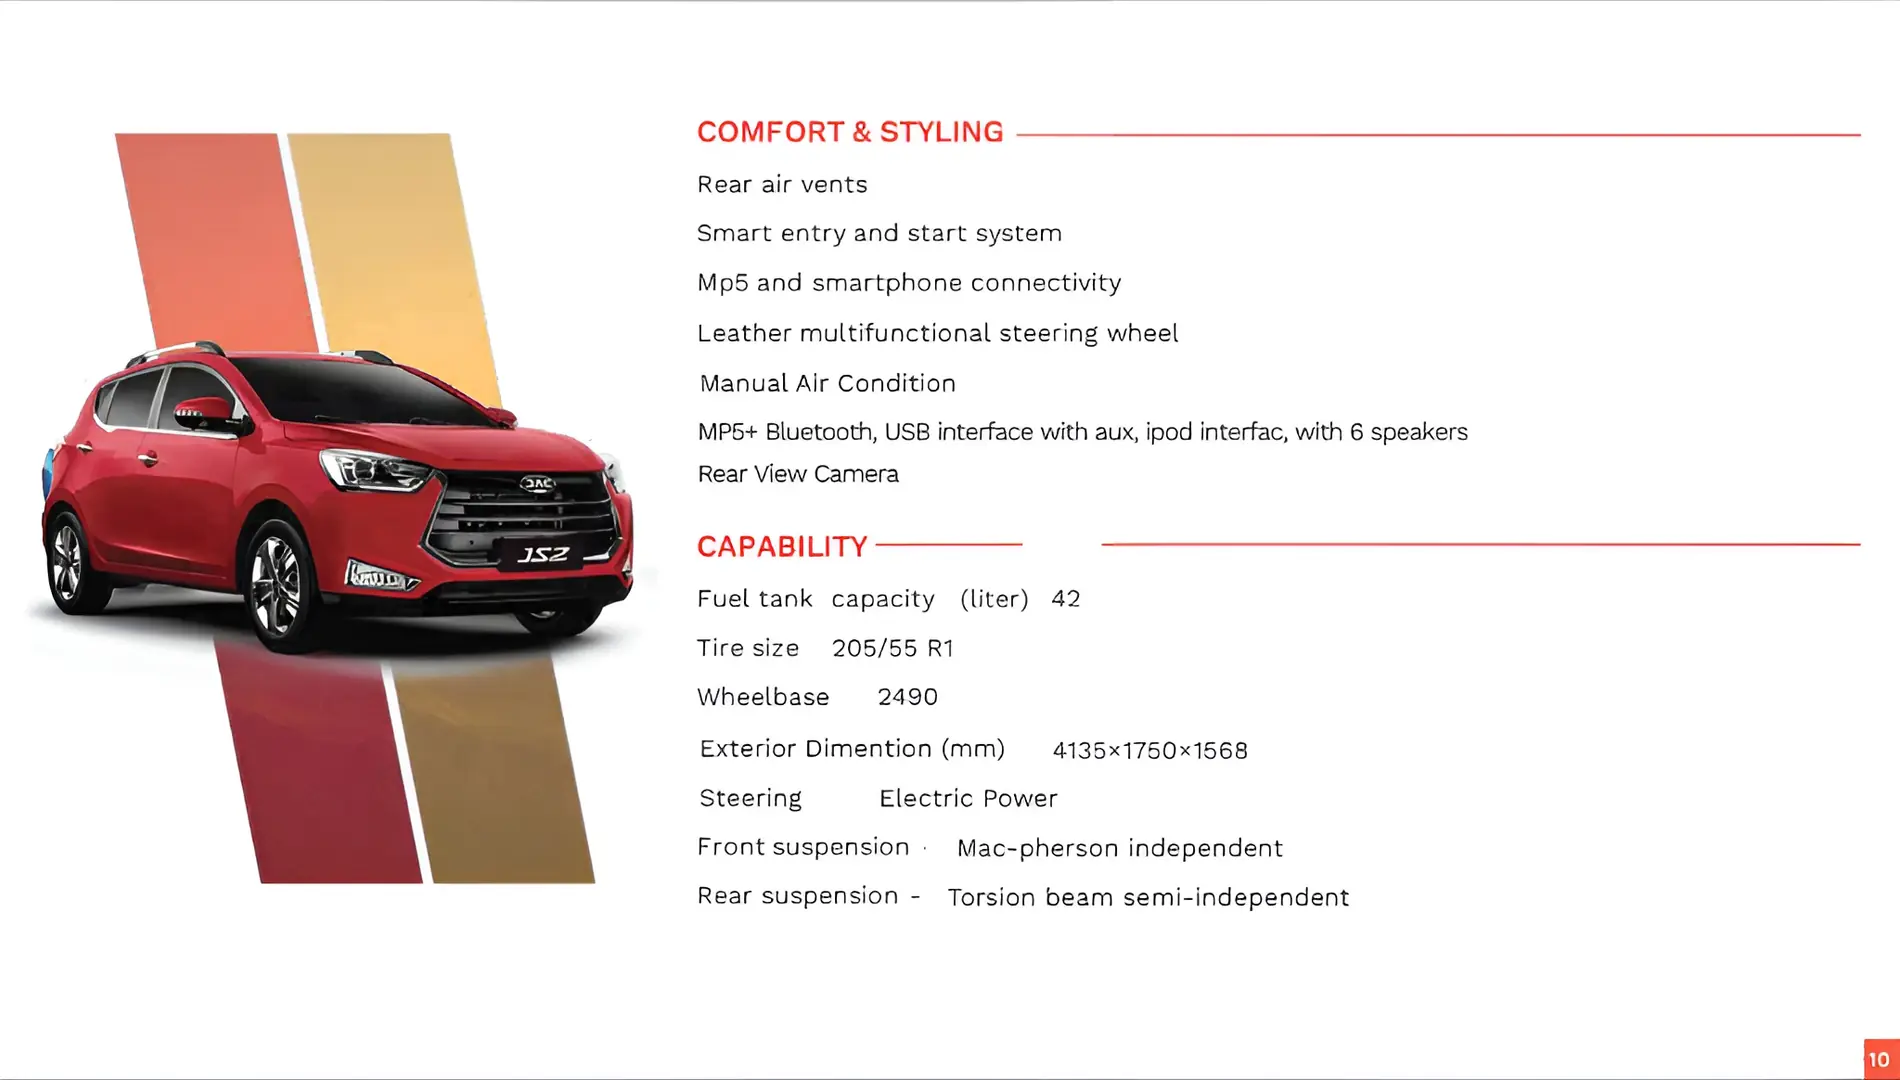 COMFORT & STYLING
Rear air vents
Smart entry and start system
Mp5 and smartphone connectivity
Leather multifunctional steering wheel
Manual Air Condition
MP5+ Bluetooth, USB interface with aux, ipod interfac, with 6 speakers
Rear View Camera
JAC
JS2
CAPABILITY
Fuel tank capacity (liter) 42
Tire size 205/55 R1
Wheelbase 2490
Exterior Dimention (mm) 4135×1750×1568
Steering Electric Power
Front suspension · Mac-pherson independent
Rear suspension - Torsion beam semi-independent
10